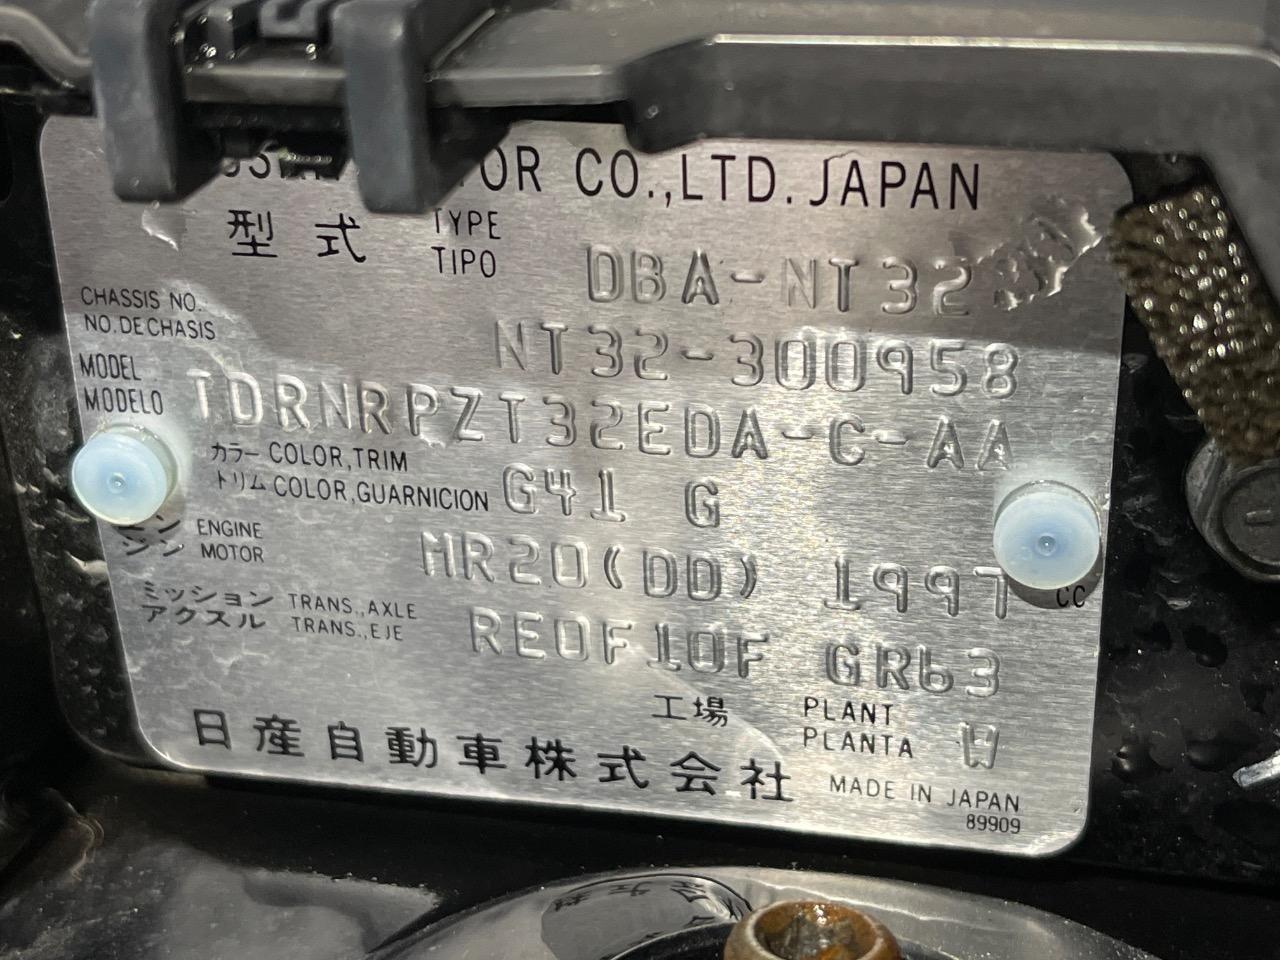 OR CO.,LTD. JAPAN
型式 TYPE
TIPO
DBA-NT32
CHASSIS NO.
NO.DE CHASIS
NT32-300958
MODEL
MODELO
TDRNRPZT32EDA-C-AA
カラー COLOR,TRIM
トリム COLOR,GUARNICION
G41 G
ENGINE
MOTOR
MR20(DD) 1997
CC
ミッション TRANS.,AXLE
アクスル TRANS.,EJE
RE0F10F GR63
工場 PLANT
PLANTA
W
日産自動車株式会社
MADE IN JAPAN
89909